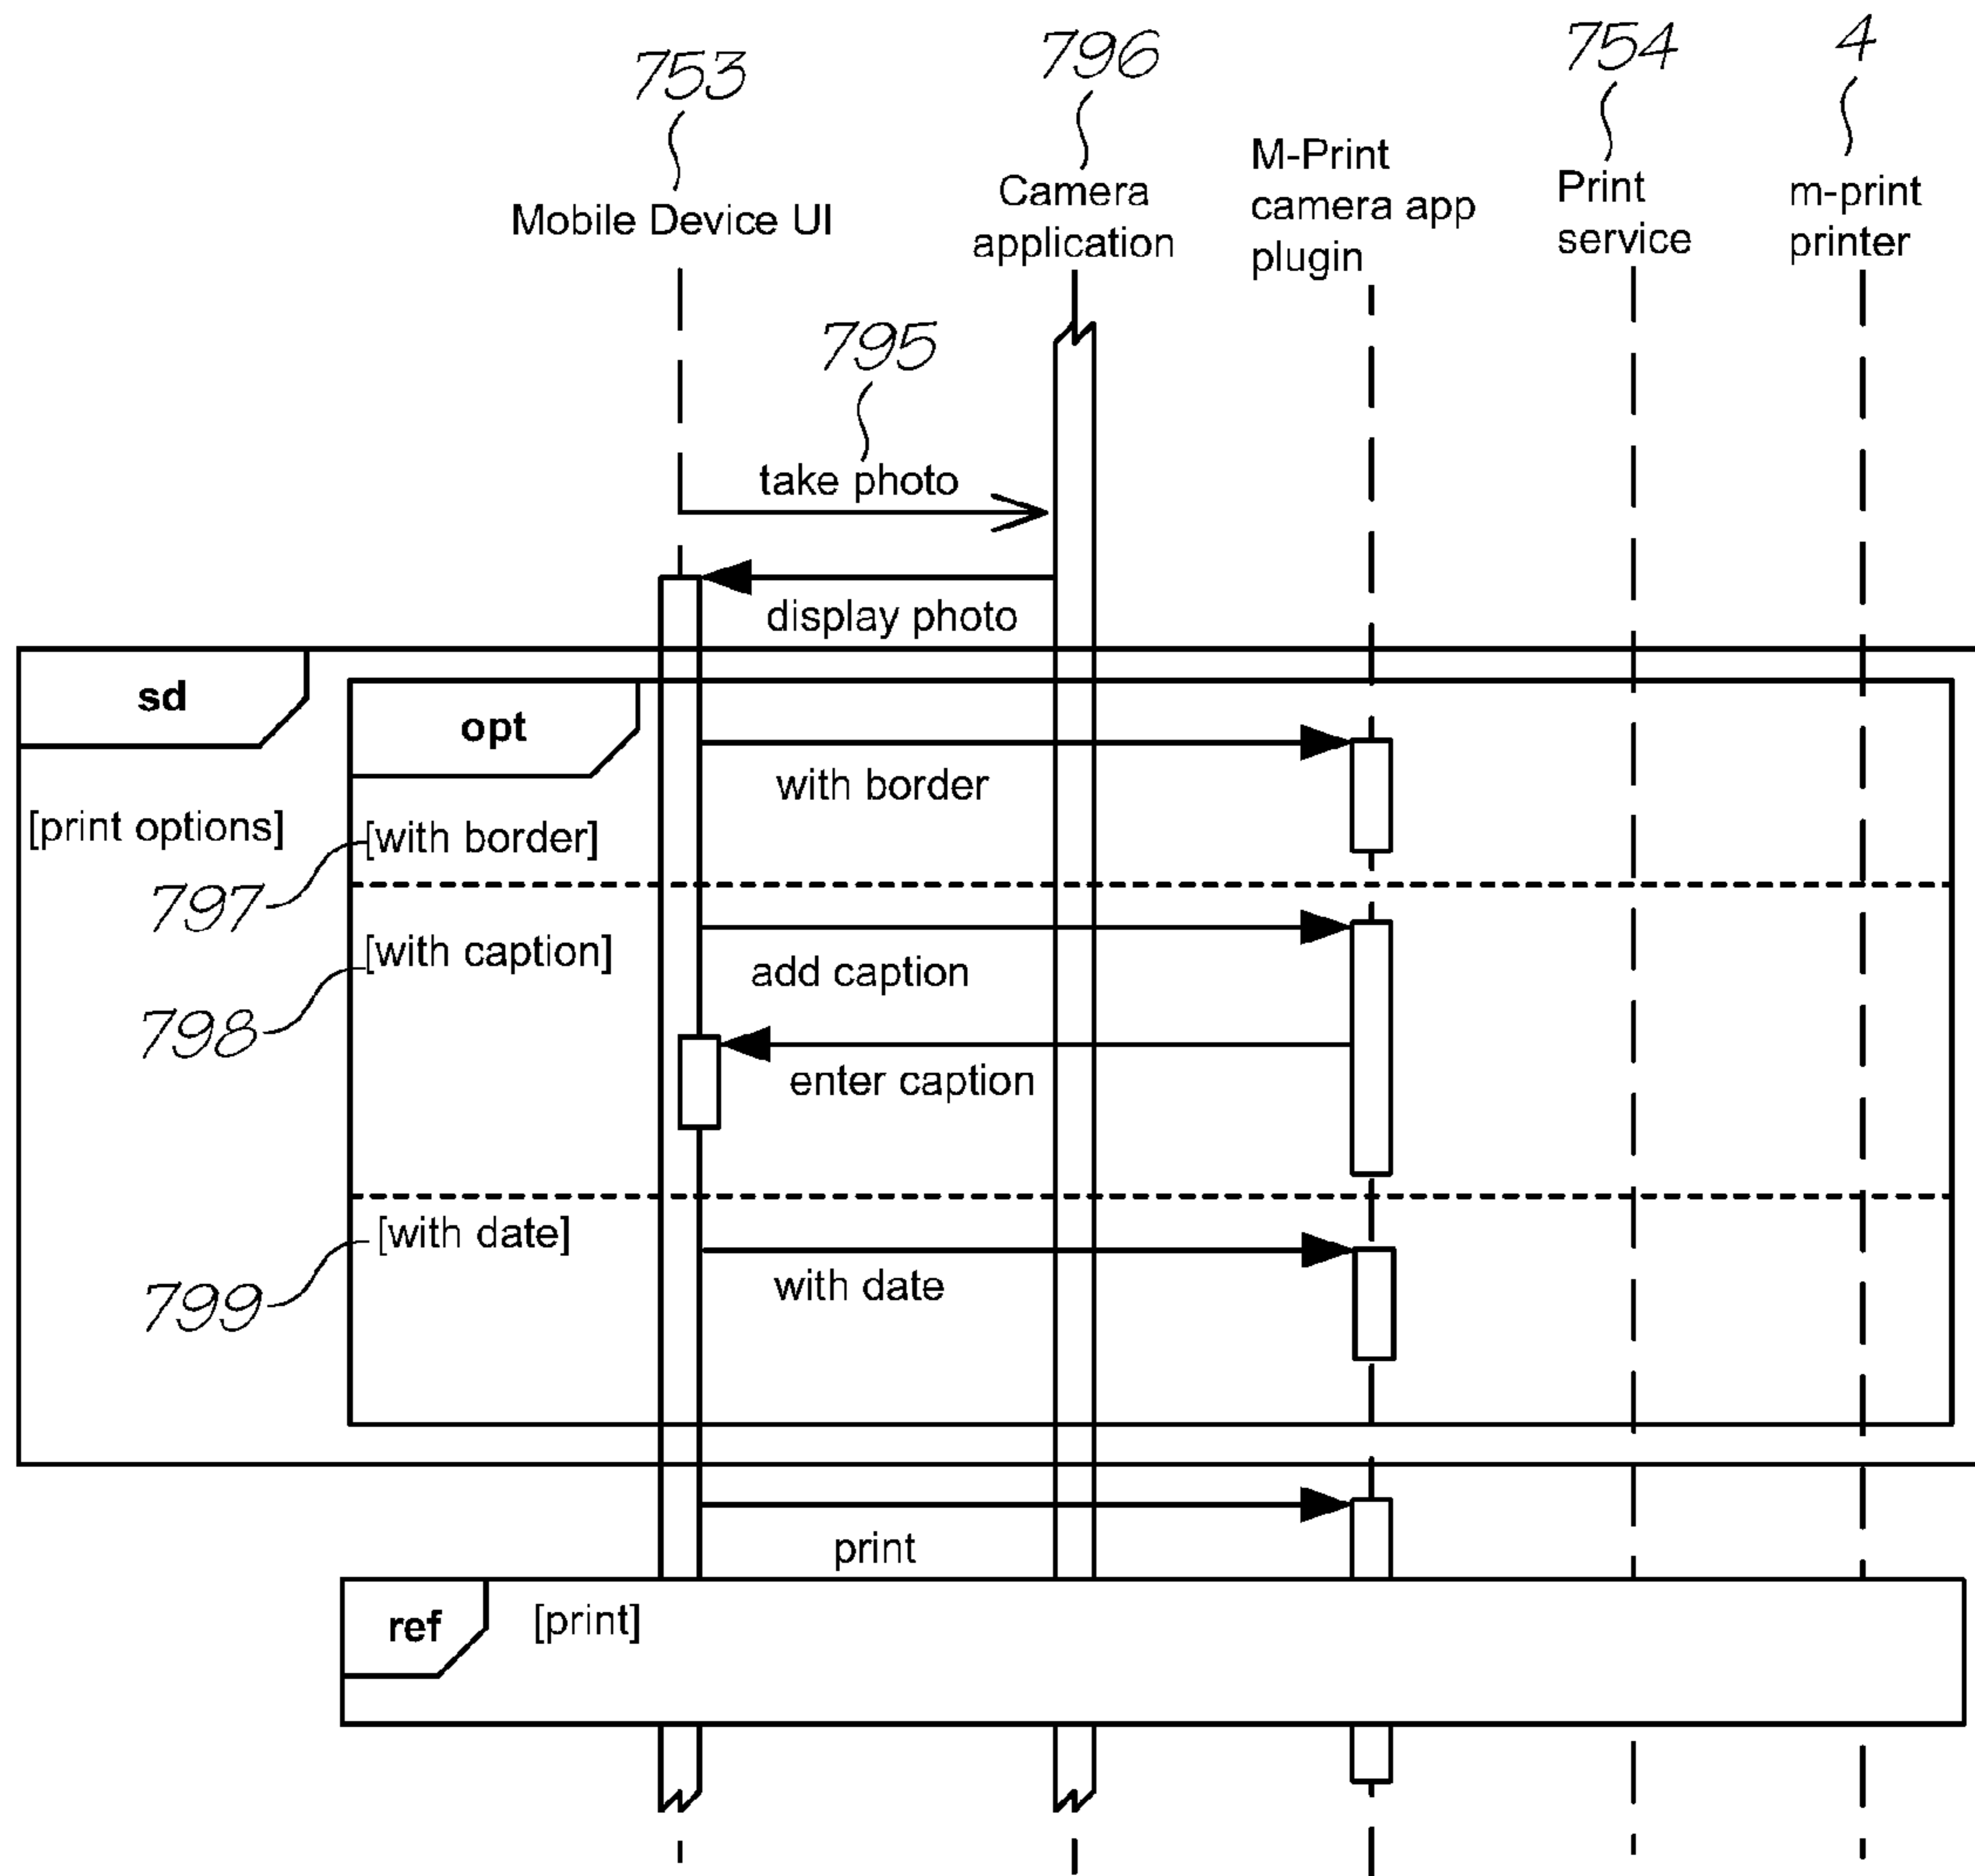 753
796
754
4
Mobile Device UI
Camera
application
M-Print
camera app
plugin
Print
service
m-print
printer
795
take photo
display photo
sd
opt
with border
[print options]
[with border]
797
[with caption]
add caption
798
enter caption
[with date]
with date
799
print
ref
[print]